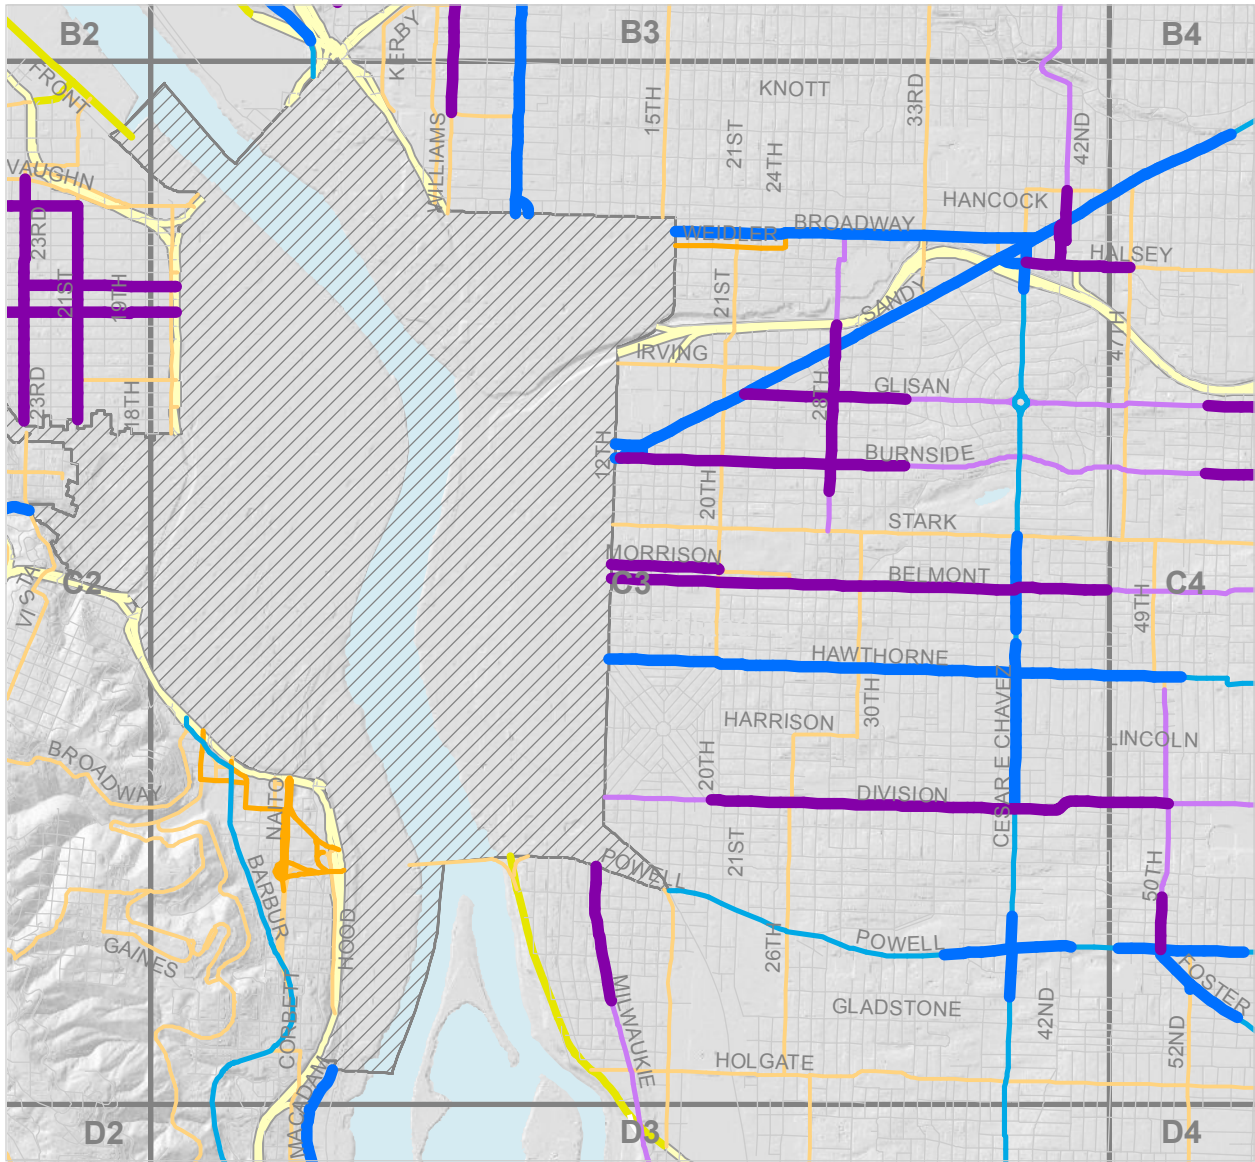 B2
B3
B4
FRONT
KERBY
KNOTT
15TH
33RD
WILLIAMS
21ST
24TH
42ND
VAUGHN
HANCOCK
BROADWAY
WEIDLER
HALSEY
23RD
21ST
19TH
21ST
SANDY
47TH
IRVING
23RD
18TH
28TH
GLISAN
12TH
BURNSIDE
20TH
STARK
MORRISON
BELMONT
C2
C3
C4
VISTA
49TH
HAWTHORNE
CESAR E CHAVEZ
30TH
HARRISON
LINCOLN
BROADWAY
20TH
NAITO
DIVISION
21ST
POWELL
50TH
BARBUR
HOOD
GAINES
26TH
POWELL
FOSTER
CORBETT
MILWAUKIE
GLADSTONE
42ND
52ND
HOLGATE
MACADAM
D2
D3
D4